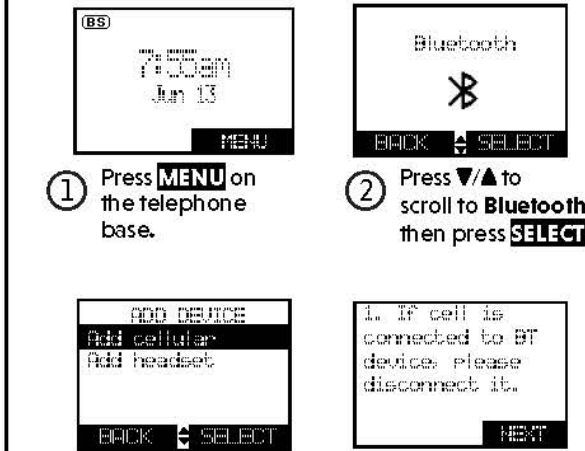 BS
7:55am
Jun 13
MENU
Bluetooth
BACK SELECT
1 Press MENU on
the telephone
base.
2 Press ▼/▲ to
scroll to Bluetooth
then press SELECT
ADD DEVICE
Add cellular
Add headset
BACK SELECT
1. If cell is
connected to BT
device, please
disconnect it.
NEXT